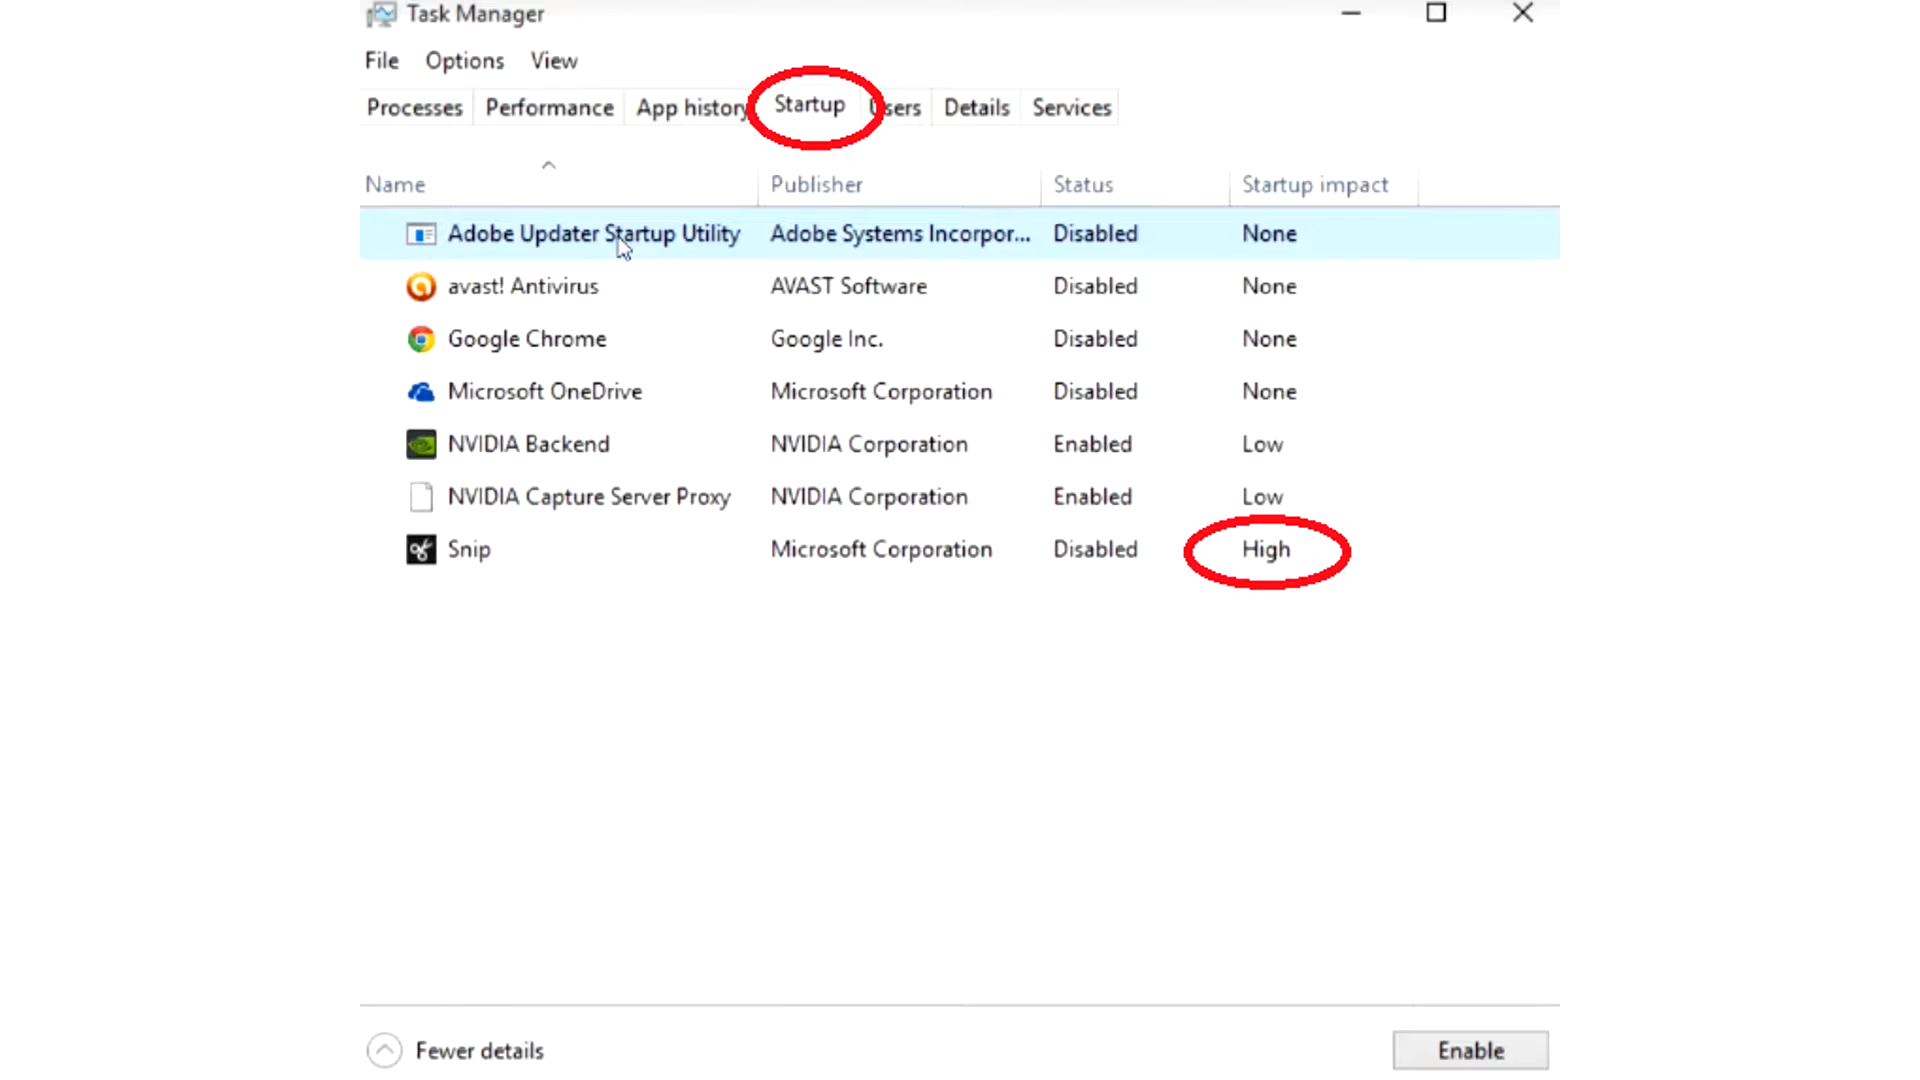 Task Manager
File Options View
Processes Performance App history Startup Users Details Services
Name Publisher Status Startup impact
Adobe Updater Startup Utility Adobe Systems Incorpor... Disabled None
avast! Antivirus AVAST Software Disabled None
Google Chrome Google Inc. Disabled None
Microsoft OneDrive Microsoft Corporation Disabled None
NVIDIA Backend NVIDIA Corporation Enabled Low
NVIDIA Capture Server Proxy NVIDIA Corporation Enabled Low
Snip Microsoft Corporation Disabled High
Fewer details Enable